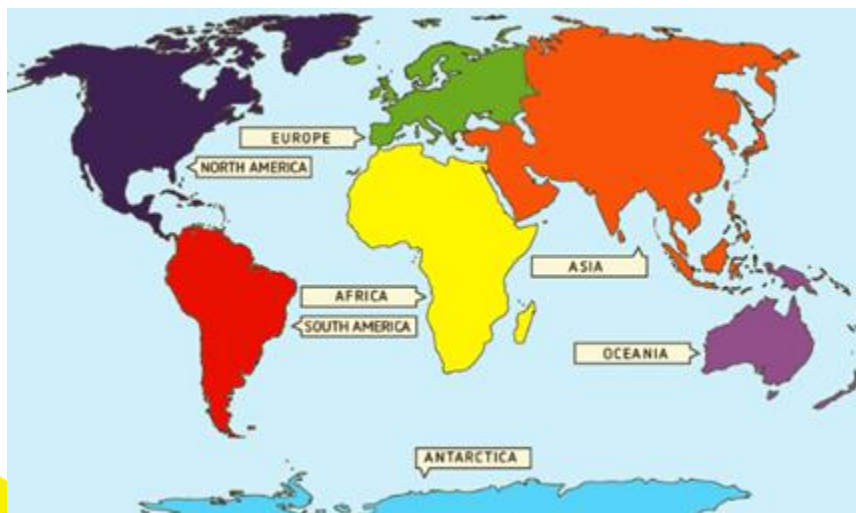 EUROPE
NORTH AMERICA
ASIA
AFRICA
SOUTH AMERICA
OCEANIA
ANTARCTICA